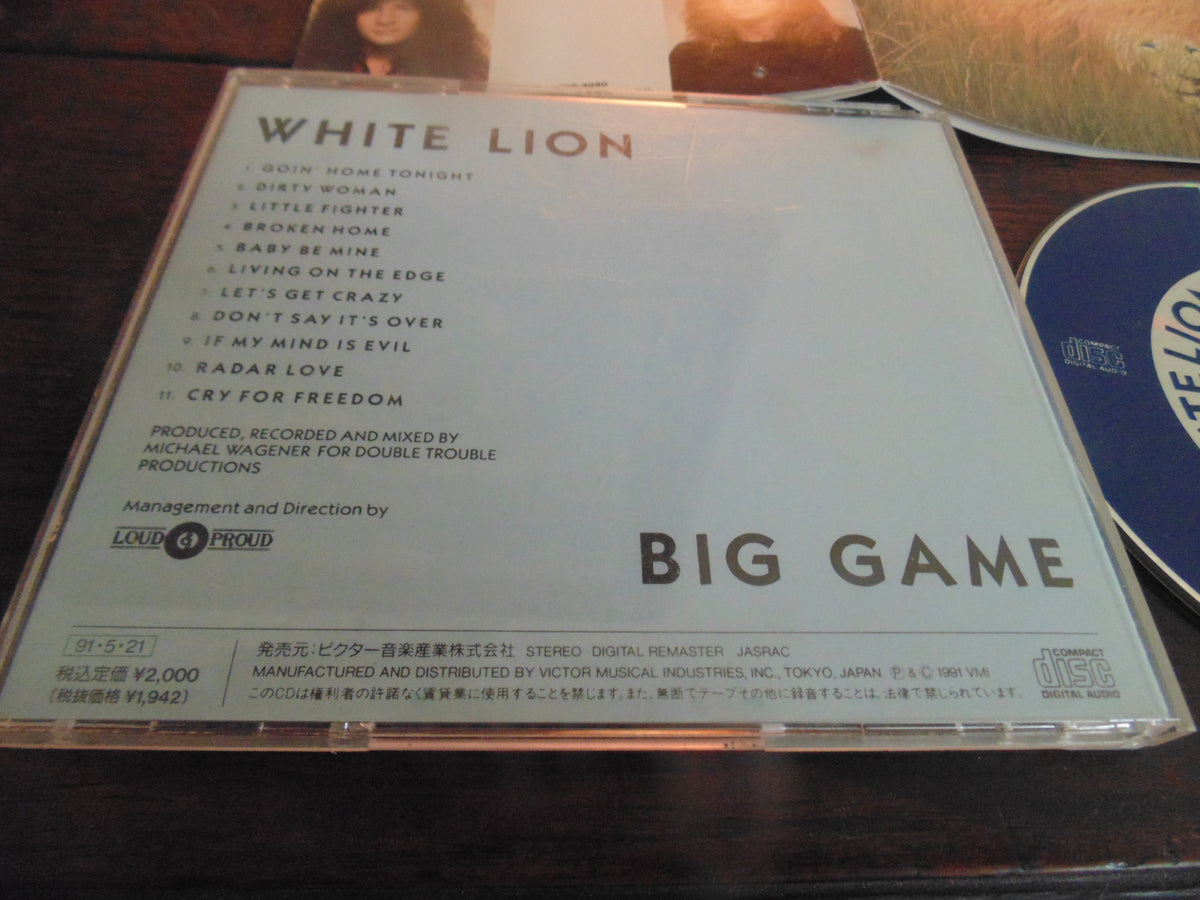 WHITE LION
1. GOIN' HOME TONIGHT
2. DIRTY WOMAN
3. LITTLE FIGHTER
4. BROKEN HOME
5. BABY BE MINE
6. LIVING ON THE EDGE
7. LET'S GET CRAZY
8. DON'T SAY IT'S OVER
9. IF MY MIND IS EVIL
10. RADAR LOVE
11. CRY FOR FREEDOM
PRODUCED, RECORDED AND MIXED BY
MICHAEL WAGENER FOR DOUBLE TROUBLE
PRODUCTIONS
Management and Direction by
LOUD & PROUD
BIG GAME
91・5・21
税込定価 ¥2,000
(税抜価格 ¥1,942)
発売元:ビクター音楽産業株式会社 STEREO DIGITAL REMASTER JASRAC
MANUFACTURED AND DISTRIBUTED BY VICTOR MUSICAL INDUSTRIES, INC., TOKYO, JAPAN. Ⓟ & © 1991 VMI
このCDは権利者の許諾なく賃貸業に使用することを禁じます。また、無断でテープその他に録音することは、法律で禁じられています。
COMPACT
disc
DIGITAL AUDIO
COMPACT
disc
DIGITAL AUDIO
LION